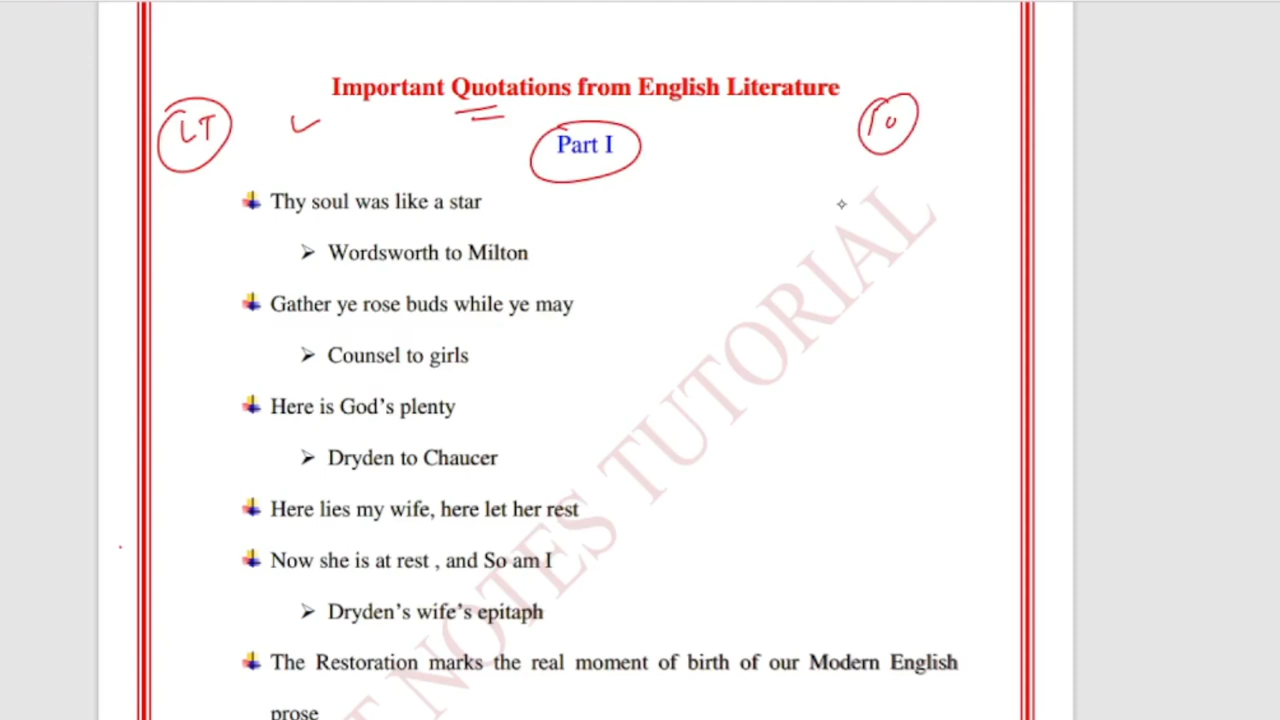 Important Quotations from English Literature
LT
Part I
Thy soul was like a star
Wordsworth to Milton
Gather ye rose buds while ye may
Counsel to girls
Here is God’s plenty
Dryden to Chaucer
Here lies my wife, here let her rest
Now she is at rest , and So am I
Dryden’s wife’s epitaph
The Restoration marks the real moment of birth of our Modern English
prose
NOTES TUTORIAL